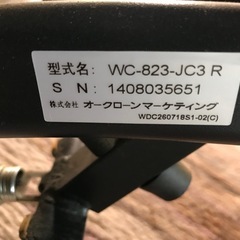 型式名: WC-823-JC3 R
S N: 1408035651
株式会社 オークローンマーケティング
WDC260718S1-02(C)